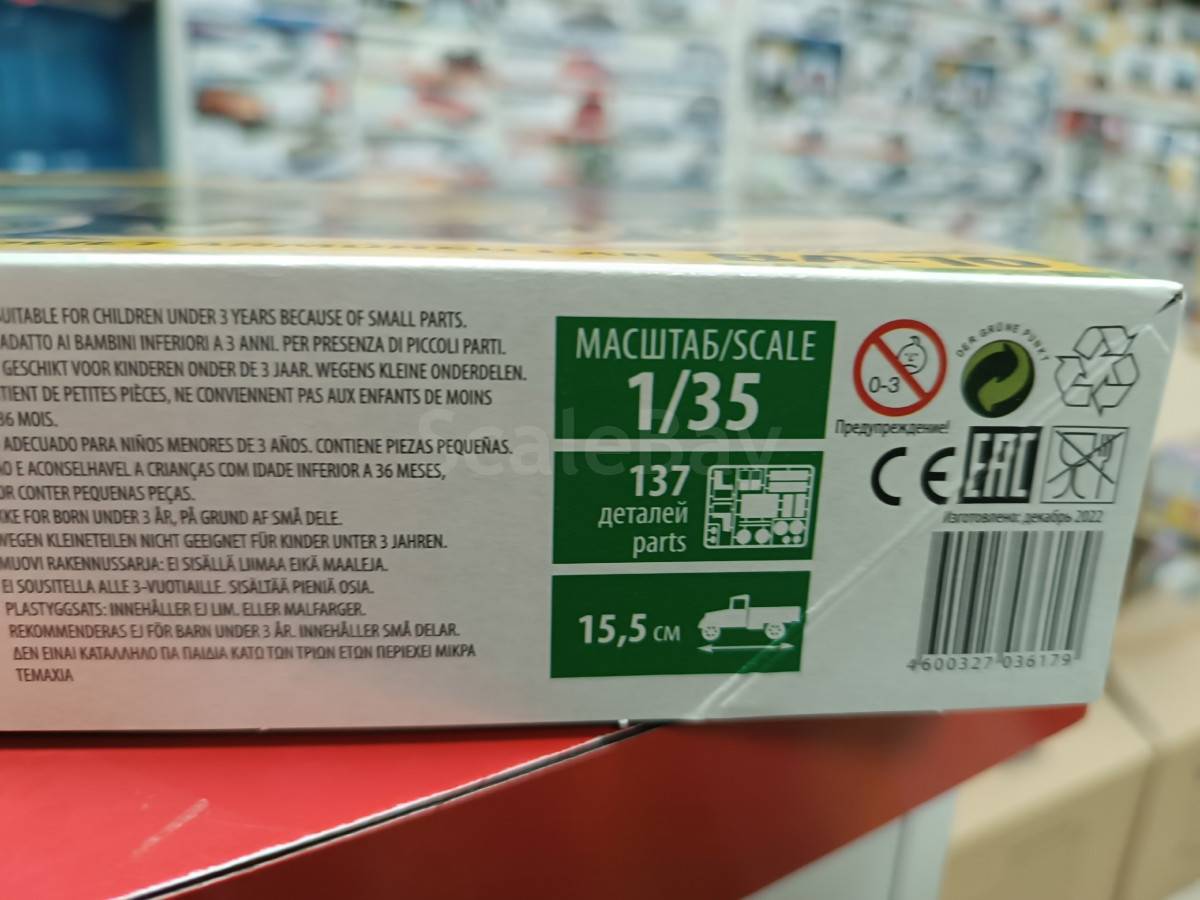 BA-10
UITABLE FOR CHILDREN UNDER 3 YEARS BECAUSE OF SMALL PARTS.
ADATTO AI BAMBINI INFERIORI A 3 ANNI. PER PRESENZA DI PICCOLI PARTI.
GESCHIKT VOOR KINDEREN ONDER DE 3 JAAR. WEGENS KLEINE ONDERDELEN.
TIENT DE PETITES PIÈCES, NE CONVIENNENT PAS AUX ENFANTS DE MOINS
36 MOIS.
ADECUADO PARA NIÑOS MENORES DE 3 AÑOS. CONTIENE PIEZAS PEQUEÑAS.
O E ACONSELHAVEL A CRIANÇAS COM IDADE INFERIOR A 36 MESES,
OR CONTER PEQUENAS PEÇAS.
KE FOR BORN UNDER 3 ÅR, PÅ GRUND AF SMÅ DELE.
WEGEN KLEINTEILEN NICHT GEEIGNET FÜR KINDER UNTER 3 JAHREN.
MUOVI RAKENNUSSARJA: EI SISÄLLÄ LIIMAA EIKÄ MAALEJA.
EI SOUSITELLA ALLE 3-VUOTIAILLE. SISÄLTÄÄ PIENIÄ OSIA.
PLASTYGGSATS: INNEHÅLLER EJ LIM. ELLER MALFARGER.
REKOMMENDERAS EJ FÖR BARN UNDER 3 ÅR. INNEHÅLLER SMÅ DELAR.
ΔΕΝ ΕΙΝΑΙ ΚΑΤΑΛΛΗΛΟ ΠΑ ΠΑΙΔΙΑ ΚΑΤΩ ΤΩΝ ΤΡΙΩΝ ΕΤΩΝ ΠΕΡΙΕΧΕΙ ΜΙΚΡΑ
ΤΕΜΑΧΙΑ
МАСШТАБ/SCALE
1/35
137
деталей
parts
15,5 см
0-3
Предупреждение!
DER GRÜNE PUNKT
CE
EAC
Изготовлено: декабрь 2022
4600327 036179
ScaleBay